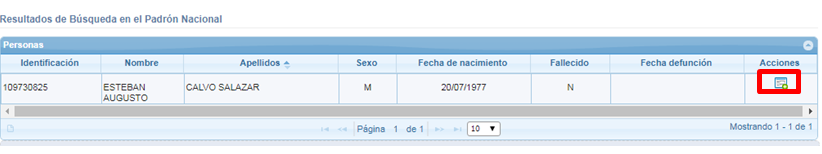 Resultados de Búsqueda en el Padrón Nacional
Personas
Identificación Nombre Apellidos Sexo Fecha de nacimiento Fallecido Fecha defunción Acciones
109730825 ESTEBAN AUGUSTO CALVO SALAZAR M 20/07/1977 N
Página 1 de 1 10 Mostrando 1 - 1 de 1